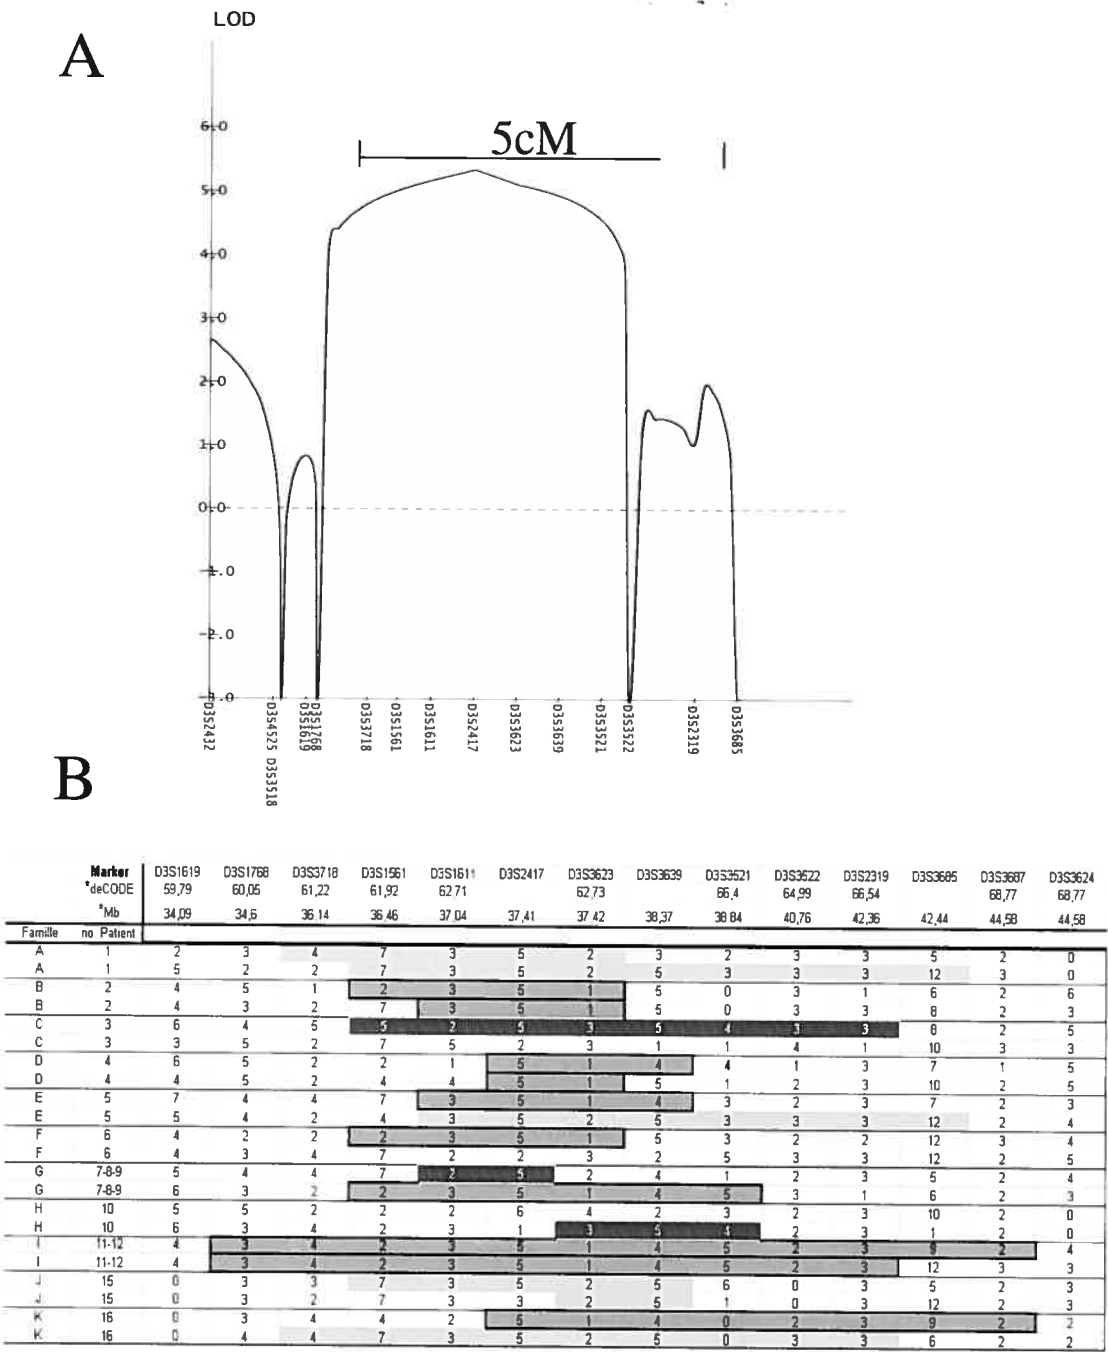 LOD
A
5cM
6.0
5.0
4.0
3.0
2.0
1.0
0.0
-1.0
-2.0
-3.0
D3S2432
D3S4525 D3S3518
D3S1619
D3S1768
D3S3718
D3S1561
D3S1611
D3S2417
D3S3623
D3S3639
D3S3521
D3S3522
D3S2319
D3S3685
B
Marker D3S1619 D3S1768 D3S3718 D3S1561 D3S1611 D3S2417 D3S3623 D3S3639 D3S3521 D3S3522 D3S2319 D3S3685 D3S3687 D3S3624
*deCODE 59,79 60,05 61,22 61,92 62,71 62,73 66,4 64,99 66,54 68,77 68,77
*Mb 34,09 34,6 36,14 36,46 37,04 37,41 37,42 38,37 38,84 40,76 42,36 42,44 44,58 44,58
Famille no Patient
A 1 2 3 4 7 3 5 2 3 2 3 3 5 2 0
A 1 5 2 2 7 3 5 2 5 3 3 3 12 3 0
B 2 4 5 1 2 3 5 1 5 0 3 1 6 2 6
B 2 4 3 2 7 3 5 1 5 0 3 3 8 2 3
C 3 6 4 5 5 2 5 3 5 4 3 3 8 2 5
C 3 3 5 2 7 5 2 3 1 1 4 1 10 3 3
D 4 6 5 2 2 1 5 1 4 4 1 3 7 1 5
D 4 4 5 2 4 4 5 1 5 1 2 3 10 2 5
E 5 7 4 4 7 3 5 1 4 3 2 3 7 2 3
E 5 5 4 2 4 3 5 2 5 3 3 3 12 2 4
F 6 4 2 2 2 3 5 1 5 3 2 2 12 3 4
F 6 4 3 4 7 2 2 3 2 5 3 3 12 2 5
G 7-8-9 5 4 4 7 2 5 2 4 1 2 3 5 2 4
G 7-8-9 6 3 2 2 3 5 1 4 5 3 1 6 2 3
H 10 5 5 2 2 2 6 4 2 3 2 3 10 2 0
H 10 6 3 4 2 3 1 3 5 4 2 3 1 2 0
I 11-12 4 3 4 2 3 5 1 4 5 2 3 9 2 4
I 11-12 4 3 4 2 3 5 1 4 5 2 3 12 3 3
J 15 0 3 3 7 3 5 2 5 6 0 3 5 2 3
J 15 0 3 2 7 3 3 2 5 1 0 3 12 2 3
K 16 0 3 4 4 2 5 1 4 0 2 3 9 2 2
K 16 0 4 4 7 3 5 2 5 0 3 3 6 2 2